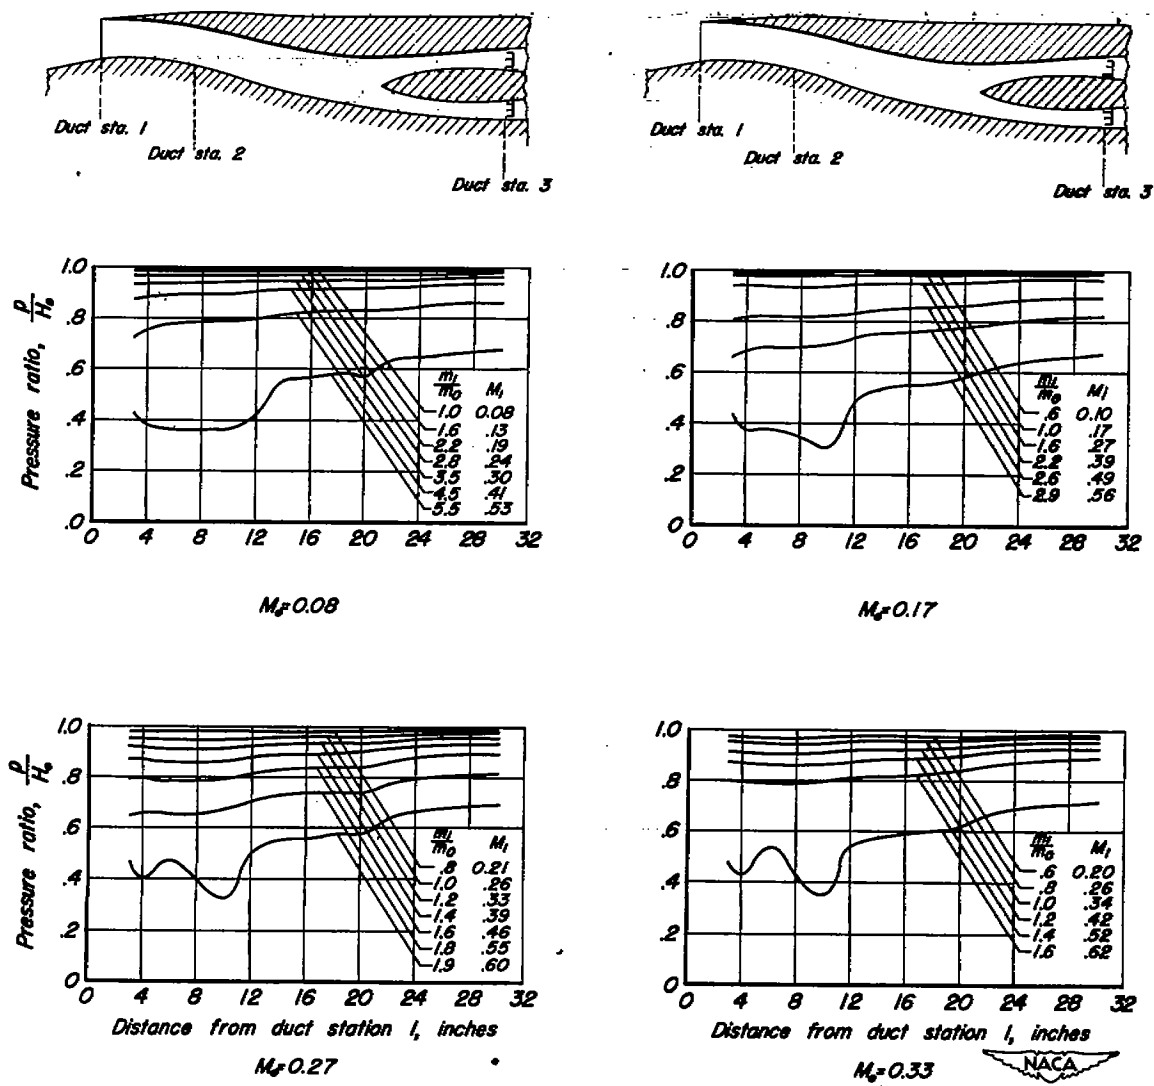 Duct sta. 1
Duct sta. 2
Duct sta. 3
Duct sta. 1
Duct sta. 2
Duct sta. 3
Pressure ratio, p/H₀
1.0
.8
.6
.4
.2
.0
m₁/m₀ M₁
1.0 0.08
1.6 .13
2.2 .19
2.8 .24
3.5 .30
4.5 .41
5.5 .53
0 4 8 12 16 20 24 28 32
M₀=0.08
1.0
.8
.6
.4
.2
0
m₁/m₀ M₁
.6 0.10
1.0 .17
1.6 .27
2.2 .39
2.6 .49
2.9 .56
0 4 8 12 16 20 24 28 32
M₀=0.17
Pressure ratio, p/H₀
1.0
.8
.6
.4
.2
0
m₁/m₀ M₁
.8 0.21
1.0 .26
1.2 .33
1.4 .39
1.6 .46
1.8 .55
1.9 .60
0 4 8 12 16 20 24 28 32
Distance from duct station 1, inches
M₀=0.27
1.0
.8
.6
.4
.2
0
m₁/m₀ M₁
.6 0.20
.8 .26
1.0 .34
1.2 .42
1.4 .52
1.6 .62
0 4 8 12 16 20 24 28 32
Distance from duct station 1, inches
M₀=0.33
NACA